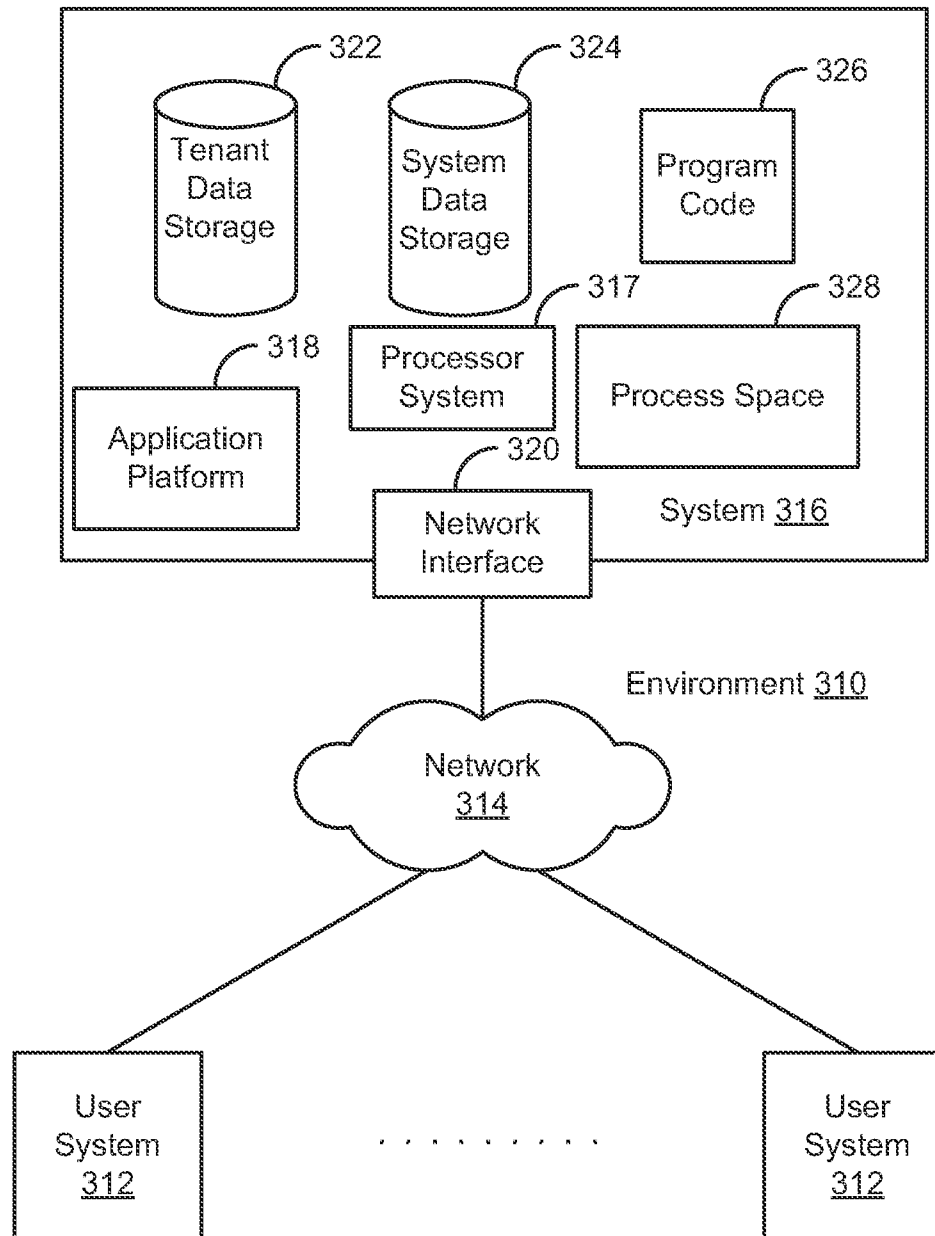 322
324
326
Tenant
Data
Storage
System
Data
Storage
Program
Code
317
328
318
Processor
System
Process Space
Application
Platform
320
Network
Interface
System 316
Environment 310
Network
314
User
System
312
. . . . . . . . .
User
System
312